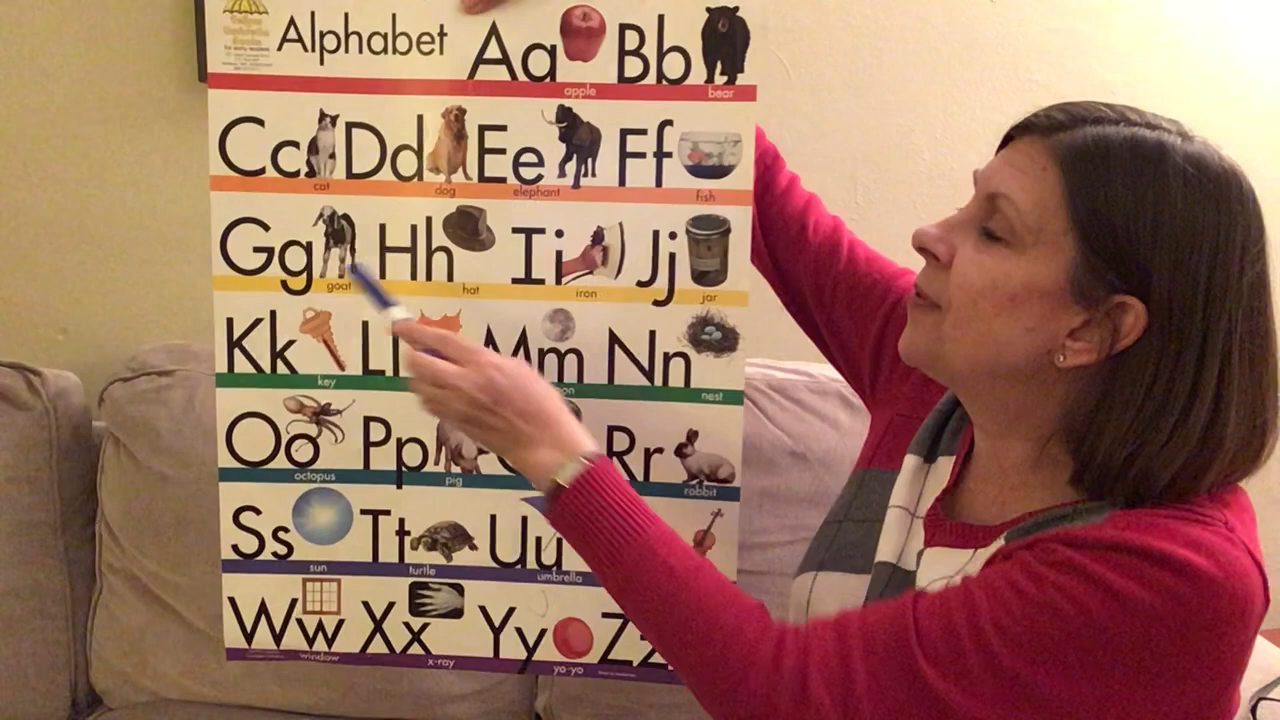 Alphabet Aa Bb
apple bear
Cc Dd Ee Ff
cat dog elephant fish
Gg Hh Ii Jj
goat hat iron jar
Kk Mm Nn
key nest
Oo Pp Rr
octopus pig rabbit
Ss Tt Uu
sun turtle umbrella
Ww Xx Yy Zz
window x-ray yo-yo